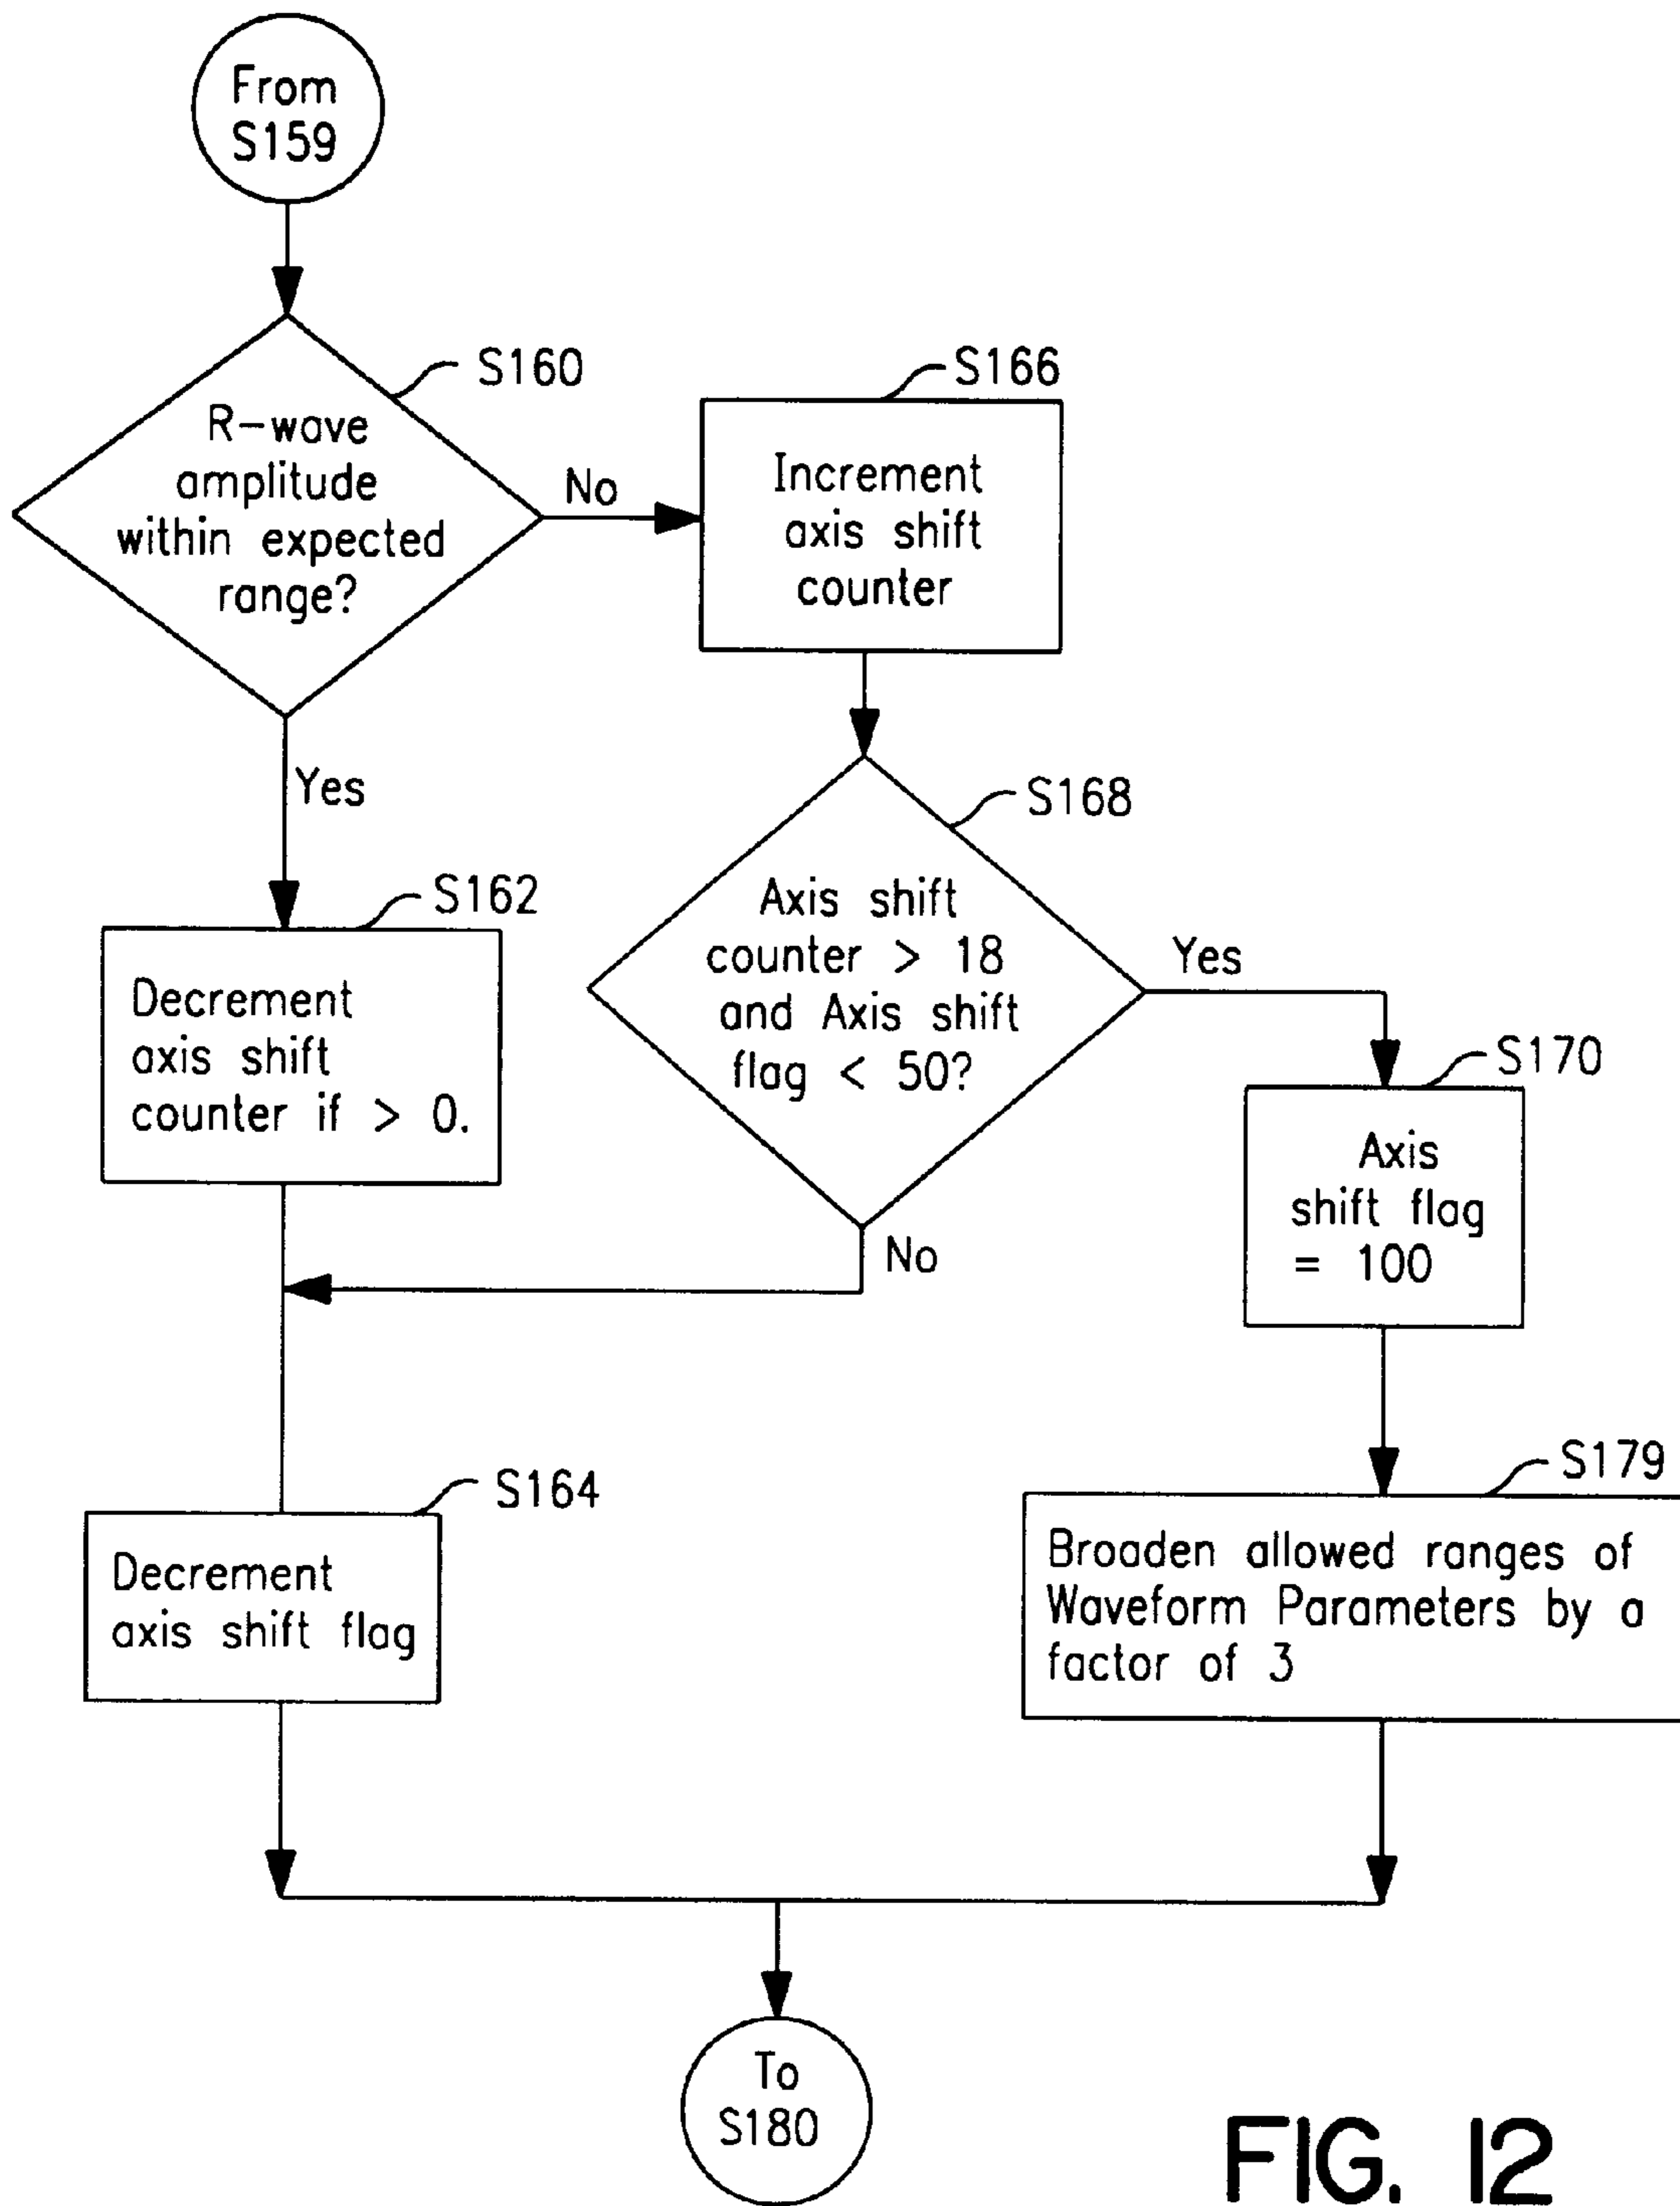 From
S159
S160
R-wave
amplitude
within expected
range?
No
S166
Increment
axis shift
counter
Yes
S162
Decrement
axis shift
counter if > 0.
S168
Axis shift
counter > 18
and Axis shift
flag < 50?
Yes
No
S170
Axis
shift flag
= 100
S164
Decrement
axis shift flag
S179
Broaden allowed ranges of
Waveform Parameters by a
factor of 3
To
S180
FIG. 12